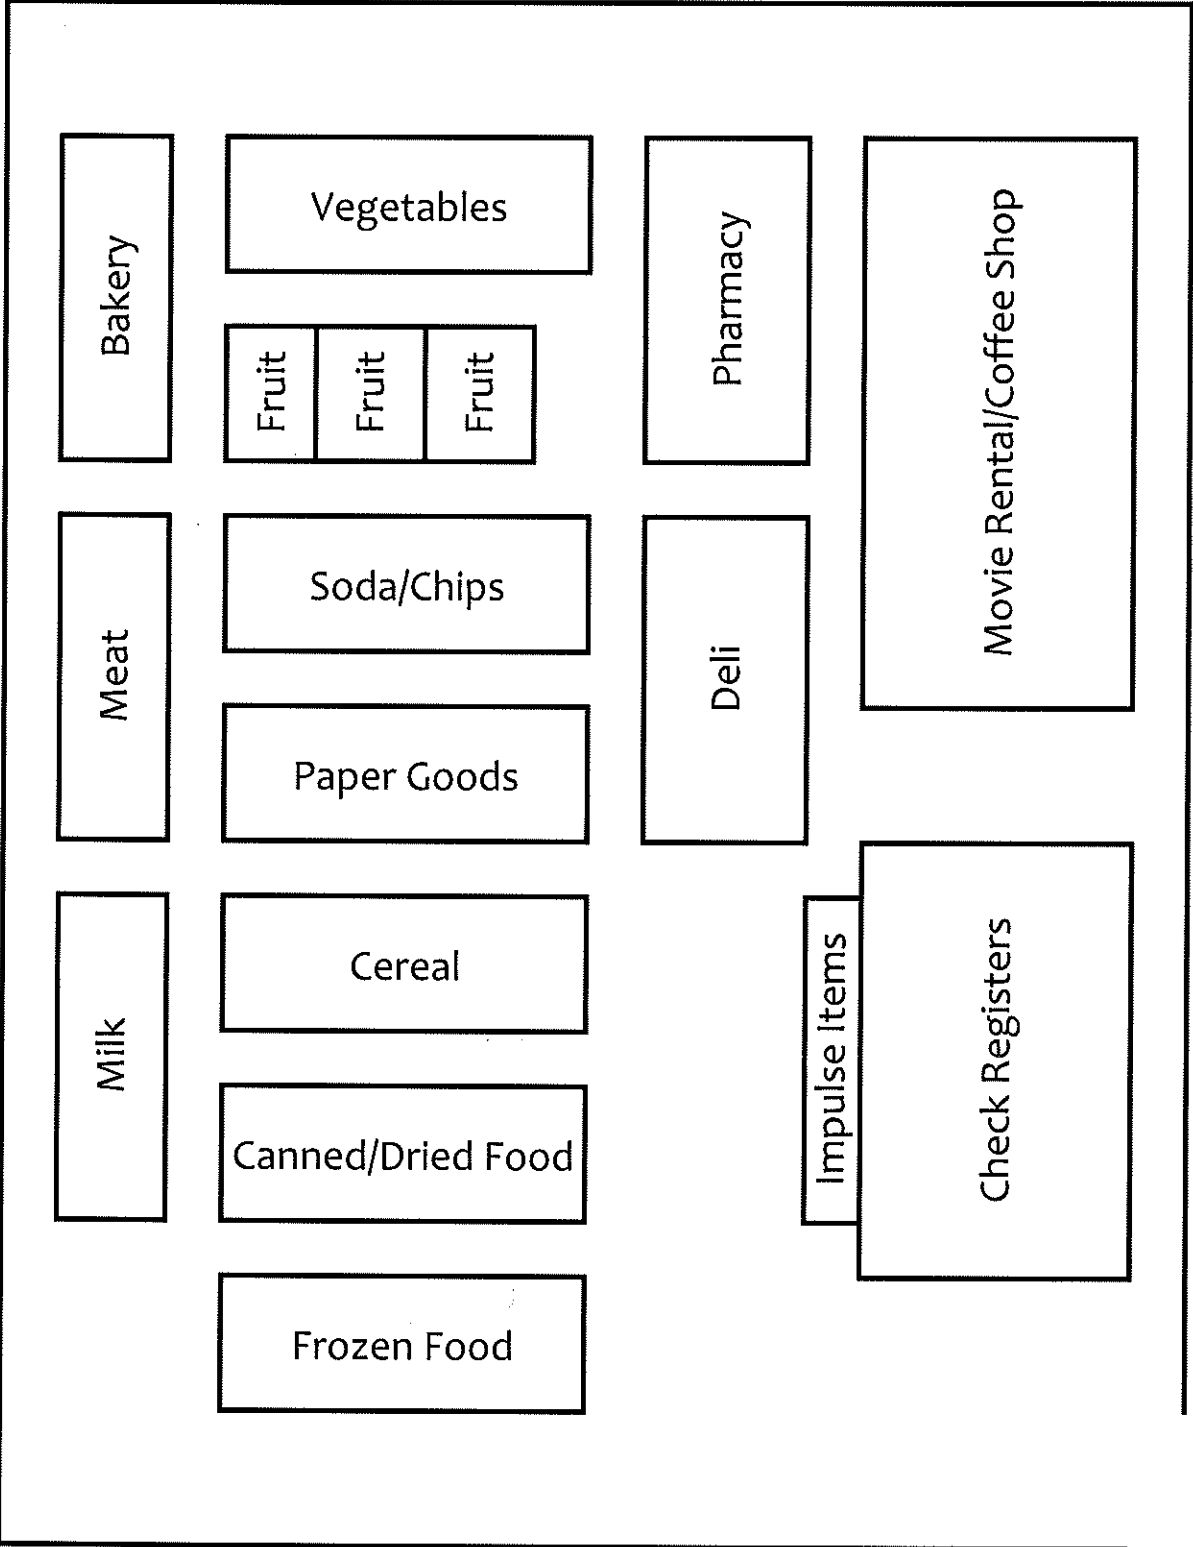 Bakery
Vegetables
Pharmacy
Movie Rental/Coffee Shop
Fruit
Fruit
Fruit
Meat
Soda/Chips
Deli
Paper Goods
Milk
Cereal
Impulse Items
Check Registers
Canned/Dried Food
Frozen Food